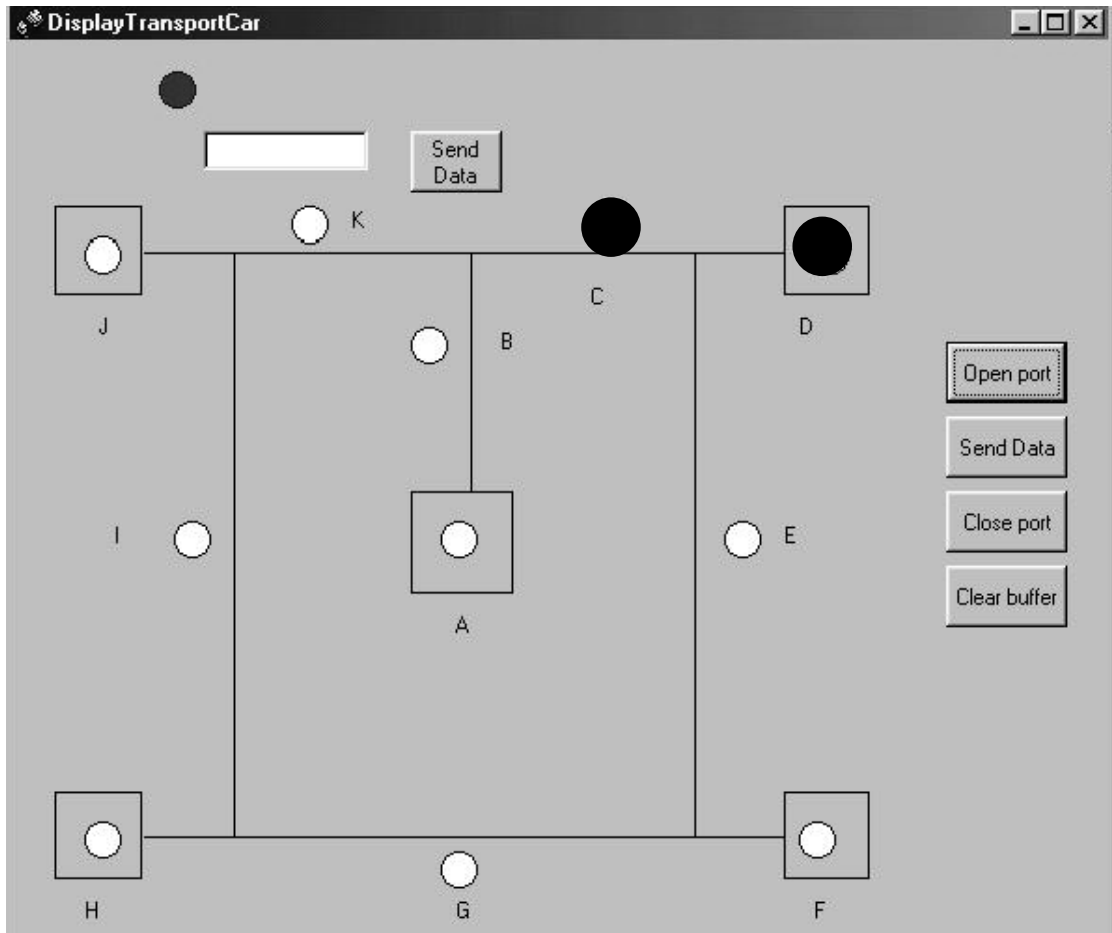 DisplayTransportCar
Send
Data
K
C
J
B
D
Open port
Send Data
I
E
Close port
A
Clear buffer
H
G
F